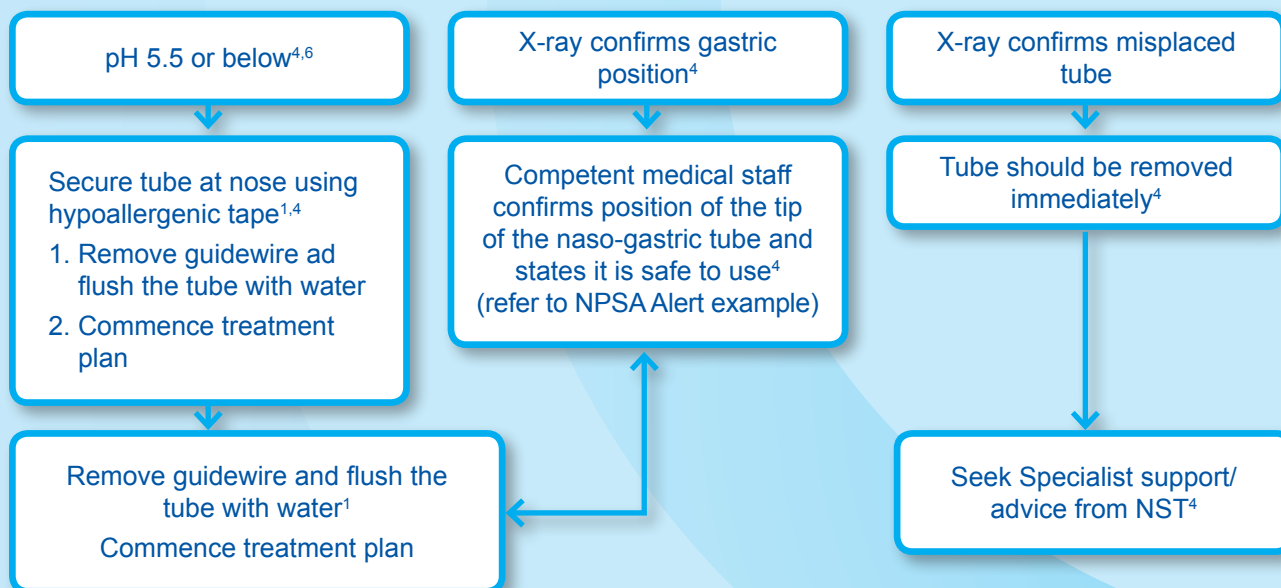 pH 5.5 or below4,6
Secure tube at nose using
hypoallergenic tape1,4
1. Remove guidewire ad
flush the tube with water
2. Commence treatment
plan
Remove guidewire and flush the
tube with water1
Commence treatment plan
X-ray confirms gastric
position4
Competent medical staff
confirms position of the tip
of the naso-gastric tube and
states it is safe to use4
(refer to NPSA Alert example)
X-ray confirms misplaced
tube
Tube should be removed
immediately4
Seek Specialist support/
advice from NST4